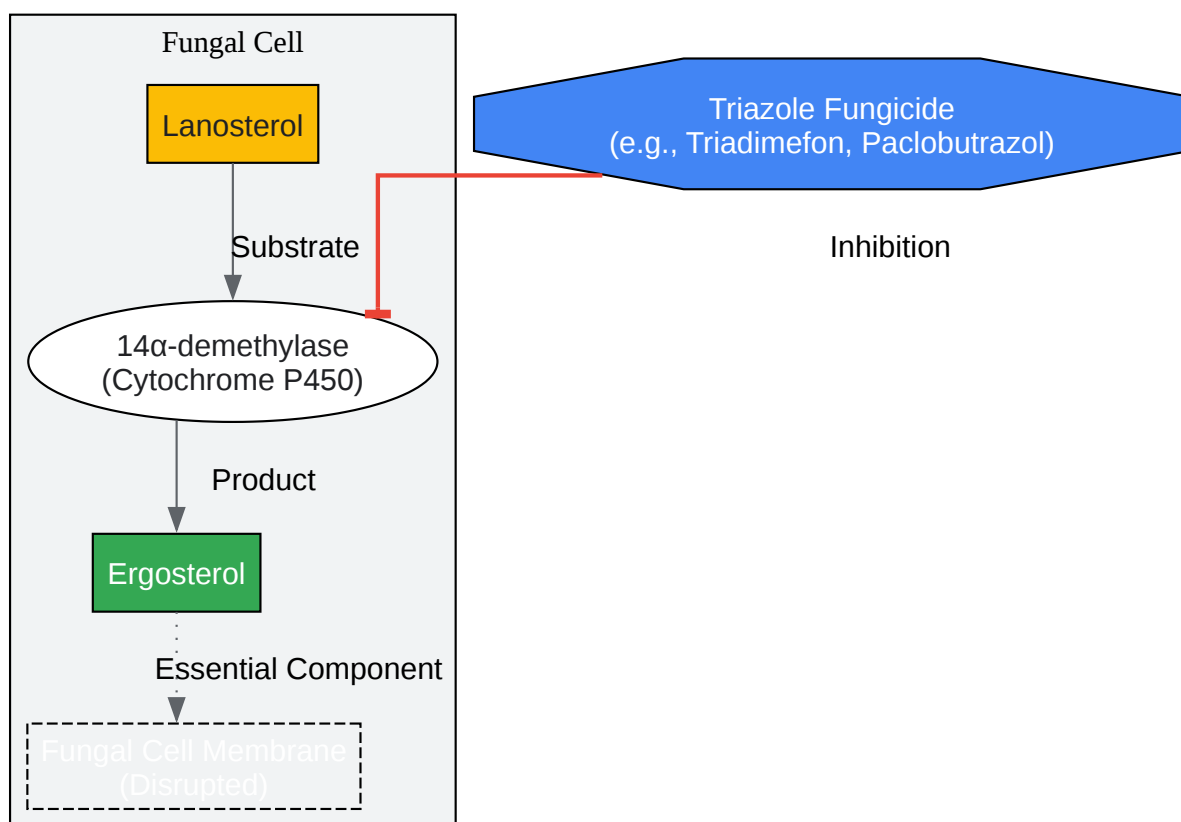 Fungal Cell
Lanosterol
Triazole Fungicide
(e.g., Triadimefon, Paclobutrazol)
Substrate
Inhibition
14α-demethylase
(Cytochrome P450)
Product
Ergosterol
Essential Component
Fungal Cell Membrane
(Disrupted)